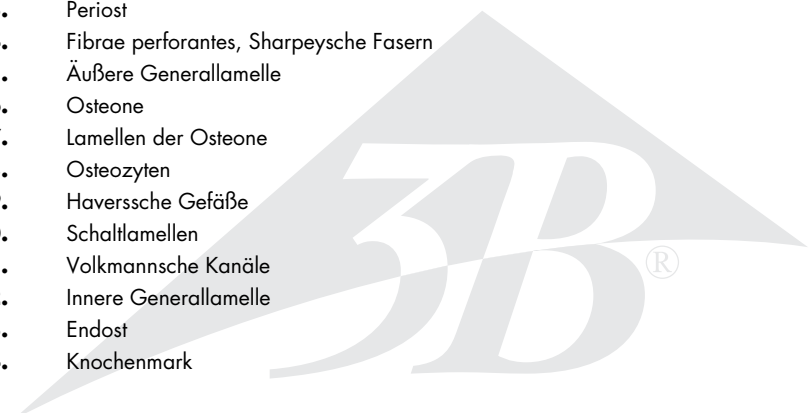 Periost
Fibrae perforantes, Sharpeysche Fasern
Äußere Generallamelle
Osteone
Lamellen der Osteone
Osteozyten
Haverssche Gefäße
Schaltlamellen
Volkmannsche Kanäle
Innere Generallamelle
Endost
Knochenmark
3B®